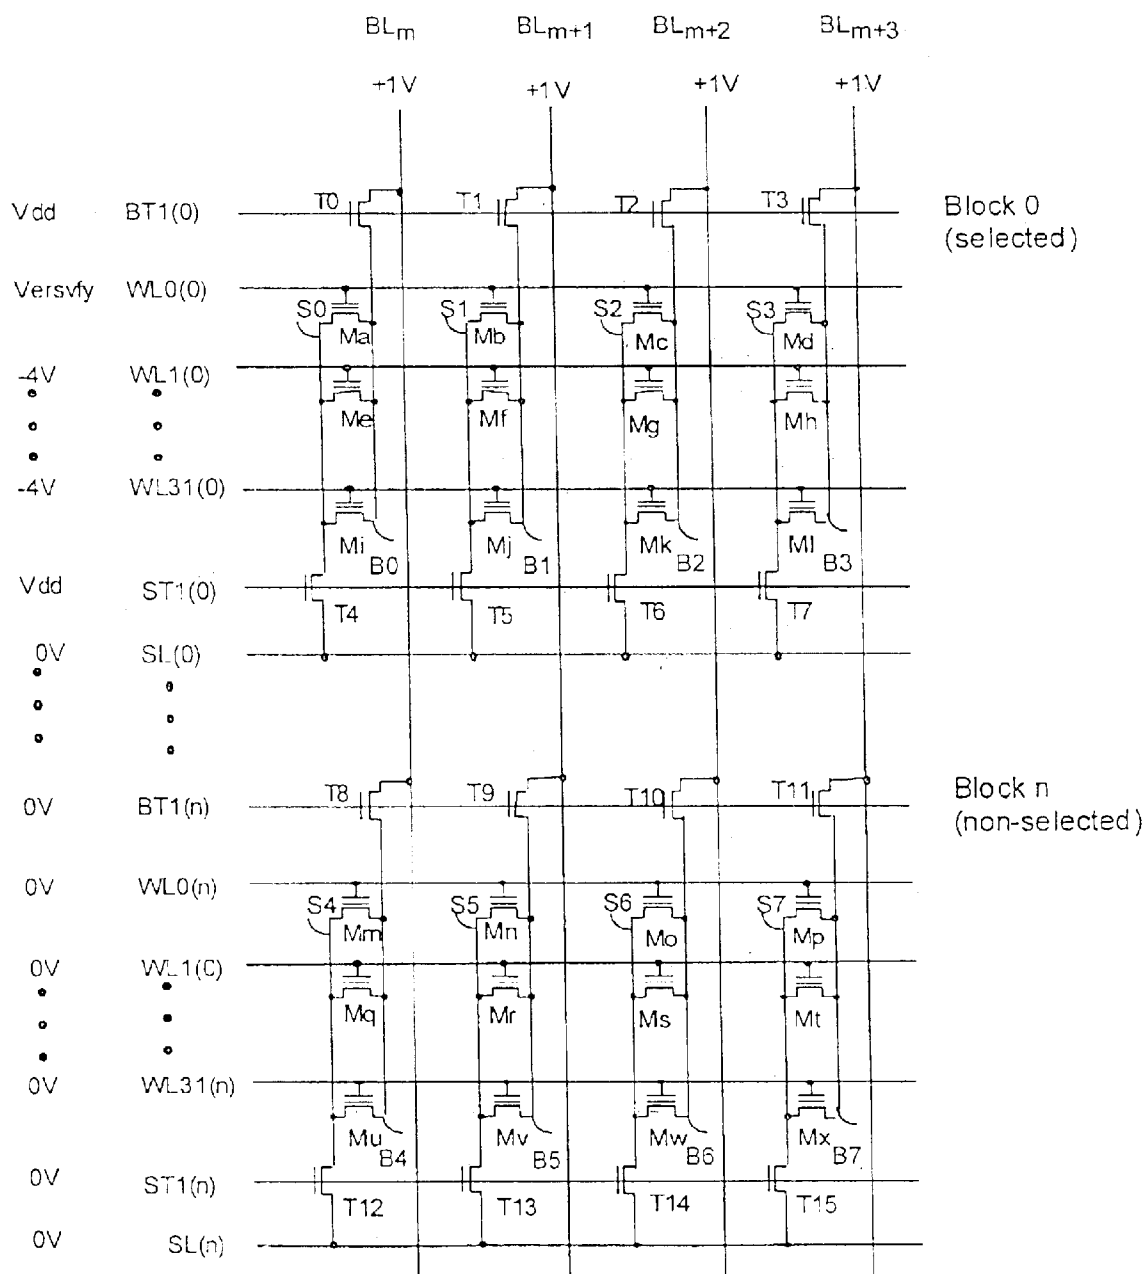 BLm BLm+1 BLm+2 BLm+3
+1V +1V +1V +1V
T0 T1 T2 T3
Vdd BT1(0) Block 0
(selected)
Versvfy WL0(0)
S0 S1 S2 S3
Ma Mb Mc Md
-4V WL1(0)
Me Mf Mg Mh
-4V WL31(0)
Mi Mj Mk Ml
B0 B1 B2 B3
Vdd ST1(0)
T4 T5 T6 T7
0V SL(0)
T8 T9 T10 T11 Block n
0V BT1(n) (non-selected)
0V WL0(n)
S4 S5 S6 S7
Mm Mn Mo Mp
0V WL1(0)
Mq Mr Ms Mt
0V WL31(n)
Mu Mv Mw Mx
B4 B5 B6 B7
0V ST1(n)
T12 T13 T14 T15
0V SL(n)